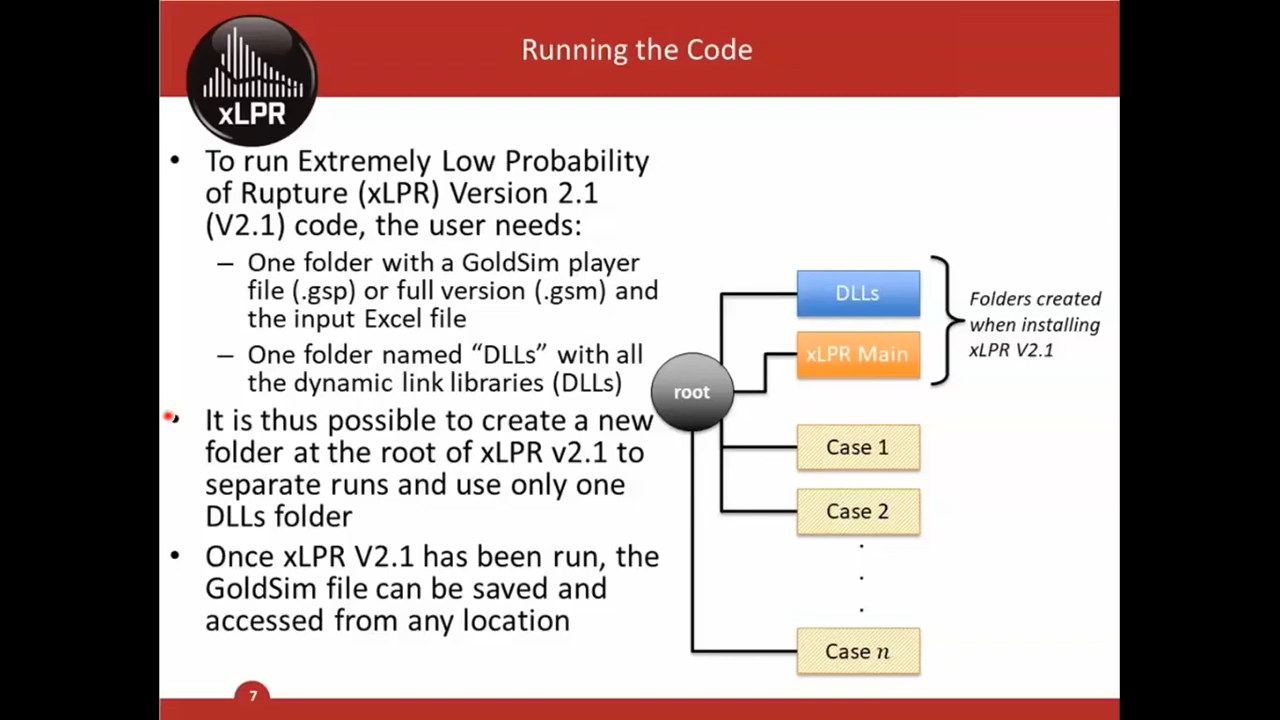 Running the Code
xLPR
• To run Extremely Low Probability
of Rupture (xLPR) Version 2.1
(V2.1) code, the user needs:
– One folder with a GoldSim player
file (.gsp) or full version (.gsm) and
the input Excel file
– One folder named “DLLs” with all
the dynamic link libraries (DLLs)
• It is thus possible to create a new
folder at the root of xLPR v2.1 to
separate runs and use only one
DLLs folder
• Once xLPR V2.1 has been run, the
GoldSim file can be saved and
accessed from any location
root
DLLs
xLPR Main
Folders created
when installing
xLPR V2.1
Case 1
Case 2
.
.
.
Case n
7